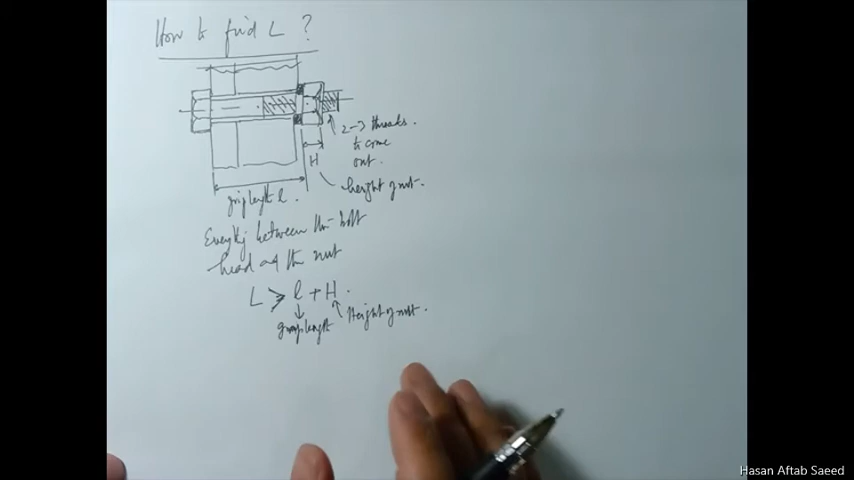 How to find L ?
2-3 threads
to come
out.
H
height of nut.
grip length l.
Everything between the bolt
head and the nut
L ⩾ l + H.
grip length
Height of nut.
Hasan Aftab Saeed